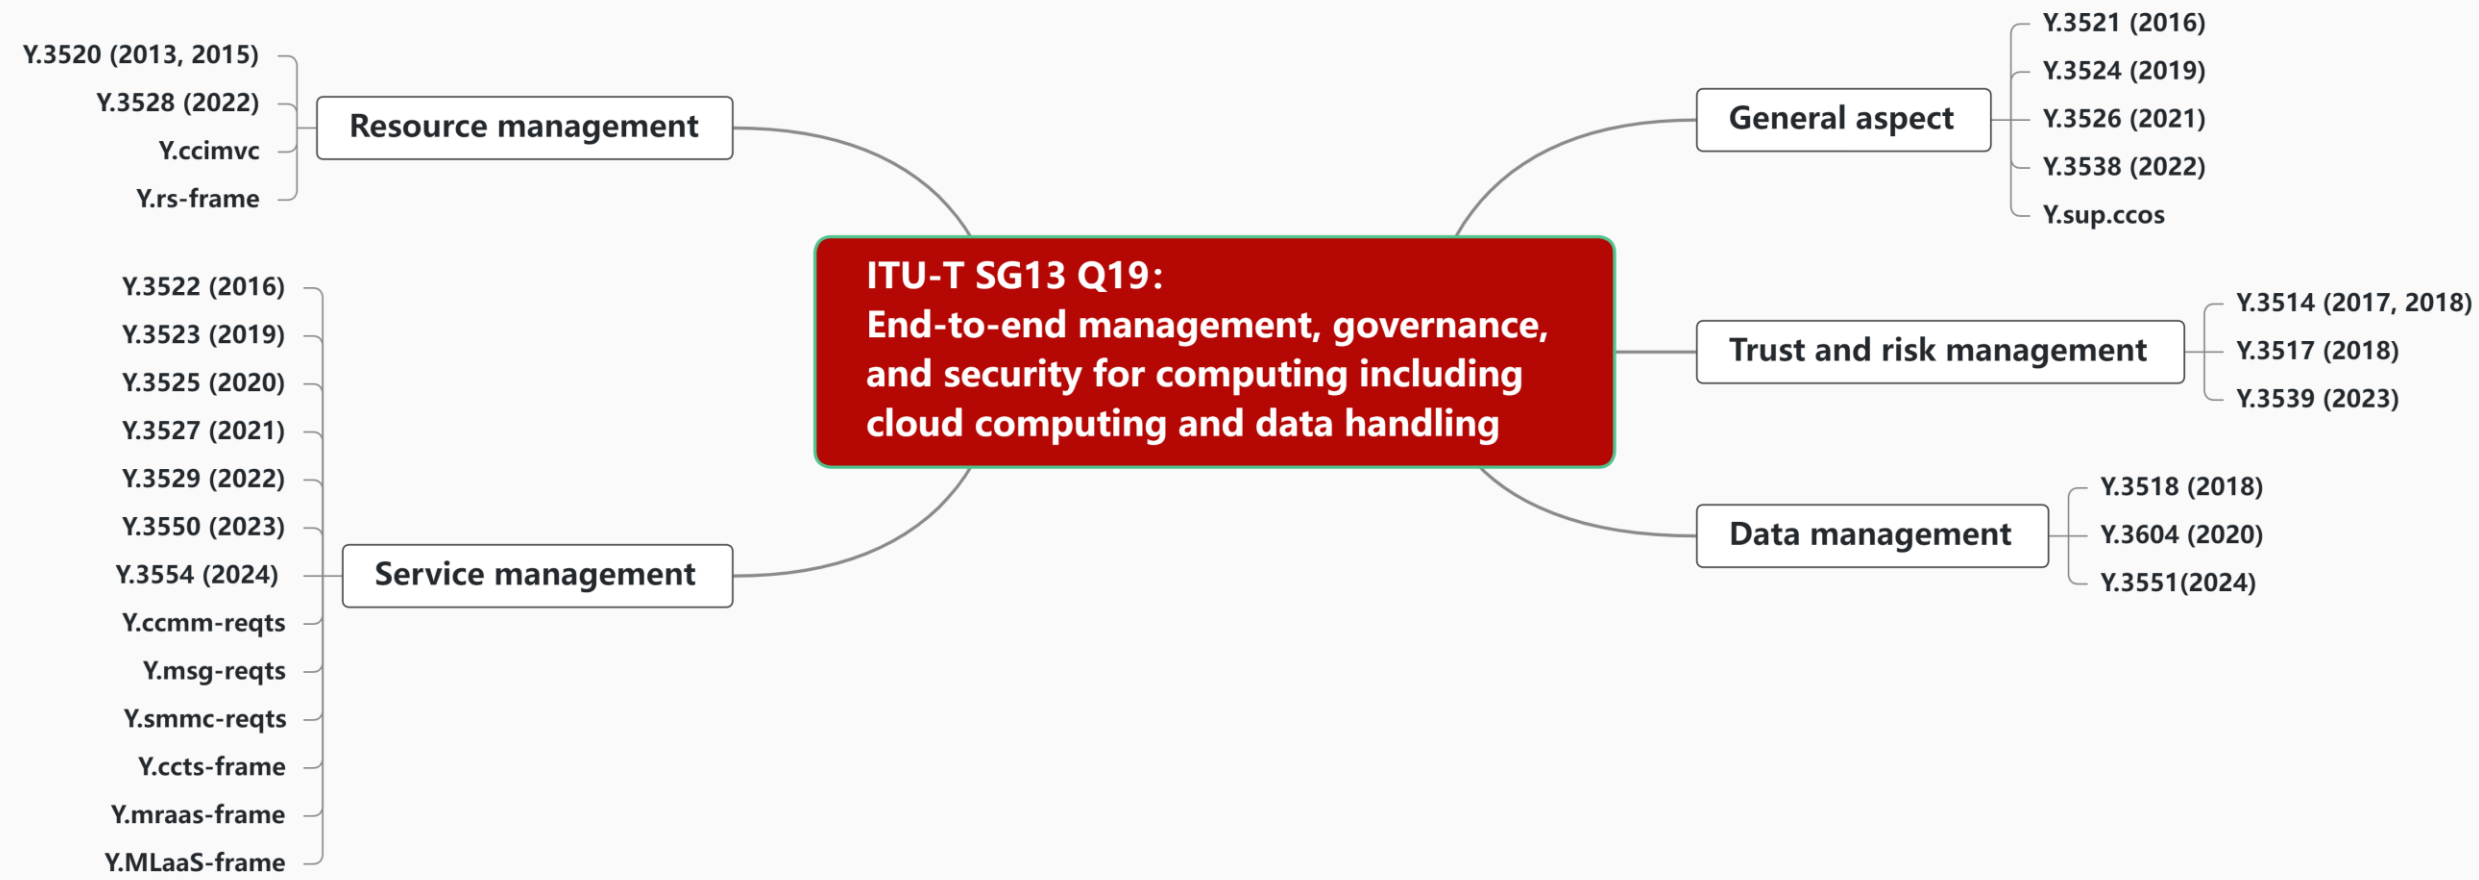 Y.3520 (2013, 2015)
Y.3528 (2022)
Y.ccimvc
Y.rs-frame
Resource management
Y.3522 (2016)
Y.3523 (2019)
Y.3525 (2020)
Y.3527 (2021)
Y.3529 (2022)
Y.3550 (2023)
Y.3554 (2024)
Y.ccmm-reqts
Y.msg-reqts
Y.smmc-reqts
Y.ccts-frame
Y.mraas-frame
Y.MLaaS-frame
Service management
ITU-T SG13 Q19:
End-to-end management, governance,
and security for computing including
cloud computing and data handling
General aspect
Y.3521 (2016)
Y.3524 (2019)
Y.3526 (2021)
Y.3538 (2022)
Y.sup.ccos
Trust and risk management
Y.3514 (2017, 2018)
Y.3517 (2018)
Y.3539 (2023)
Data management
Y.3518 (2018)
Y.3604 (2020)
Y.3551(2024)